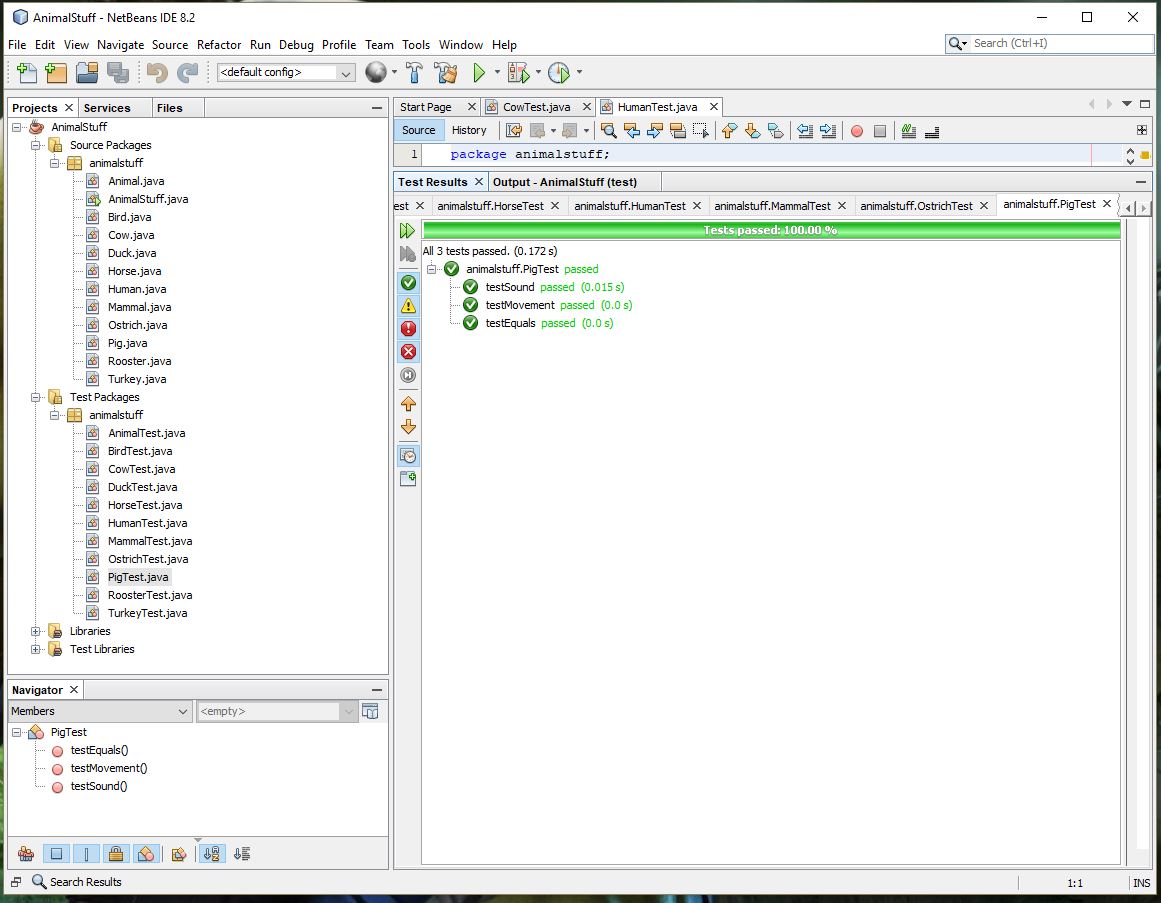 AnimalStuff - NetBeans IDE 8.2
File Edit View Navigate Source Refactor Run Debug Profile Team Tools Window Help
Search (Ctrl+I)
<default config>
Projects Services Files
AnimalStuff
Source Packages
animalstuff
Animal.java
AnimalStuff.java
Bird.java
Cow.java
Duck.java
Horse.java
Human.java
Mammal.java
Ostrich.java
Pig.java
Rooster.java
Turkey.java
Test Packages
animalstuff
AnimalTest.java
BirdTest.java
CowTest.java
DuckTest.java
HorseTest.java
HumanTest.java
MammalTest.java
OstrichTest.java
PigTest.java
RoosterTest.java
TurkeyTest.java
Libraries
Test Libraries
Navigator
Members <empty>
PigTest
testEquals()
testMovement()
testSound()
Start Page CowTest.java HumanTest.java
Source History
1 package animalstuff;
Test Results Output - AnimalStuff (test)
est animalstuff.HorseTest animalstuff.HumanTest animalstuff.MammalTest animalstuff.OstrichTest animalstuff.PigTest
Tests passed: 100.00 %
All 3 tests passed. (0.172 s)
animalstuff.PigTest passed
testSound passed (0.015 s)
testMovement passed (0.0 s)
testEquals passed (0.0 s)
Search Results
1:1 INS